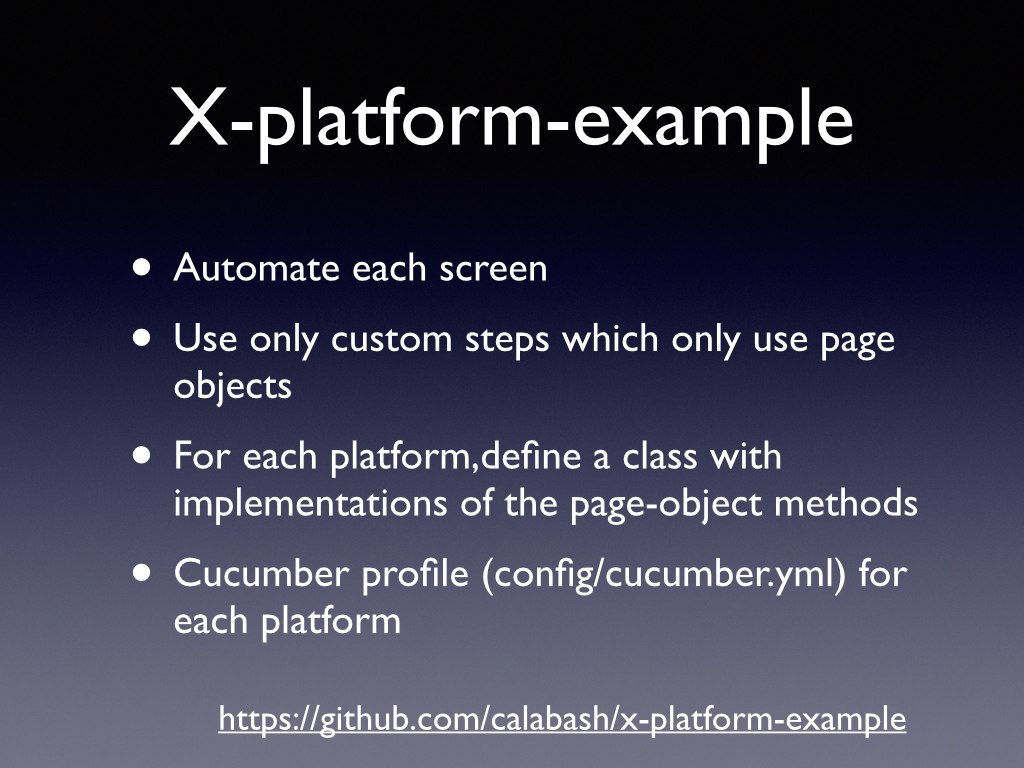 X-platform-example
• Automate each screen
• Use only custom steps which only use page
objects
• For each platform,define a class with
implementations of the page-object methods
• Cucumber profile (config/cucumber.yml) for
each platform
https://github.com/calabash/x-platform-example